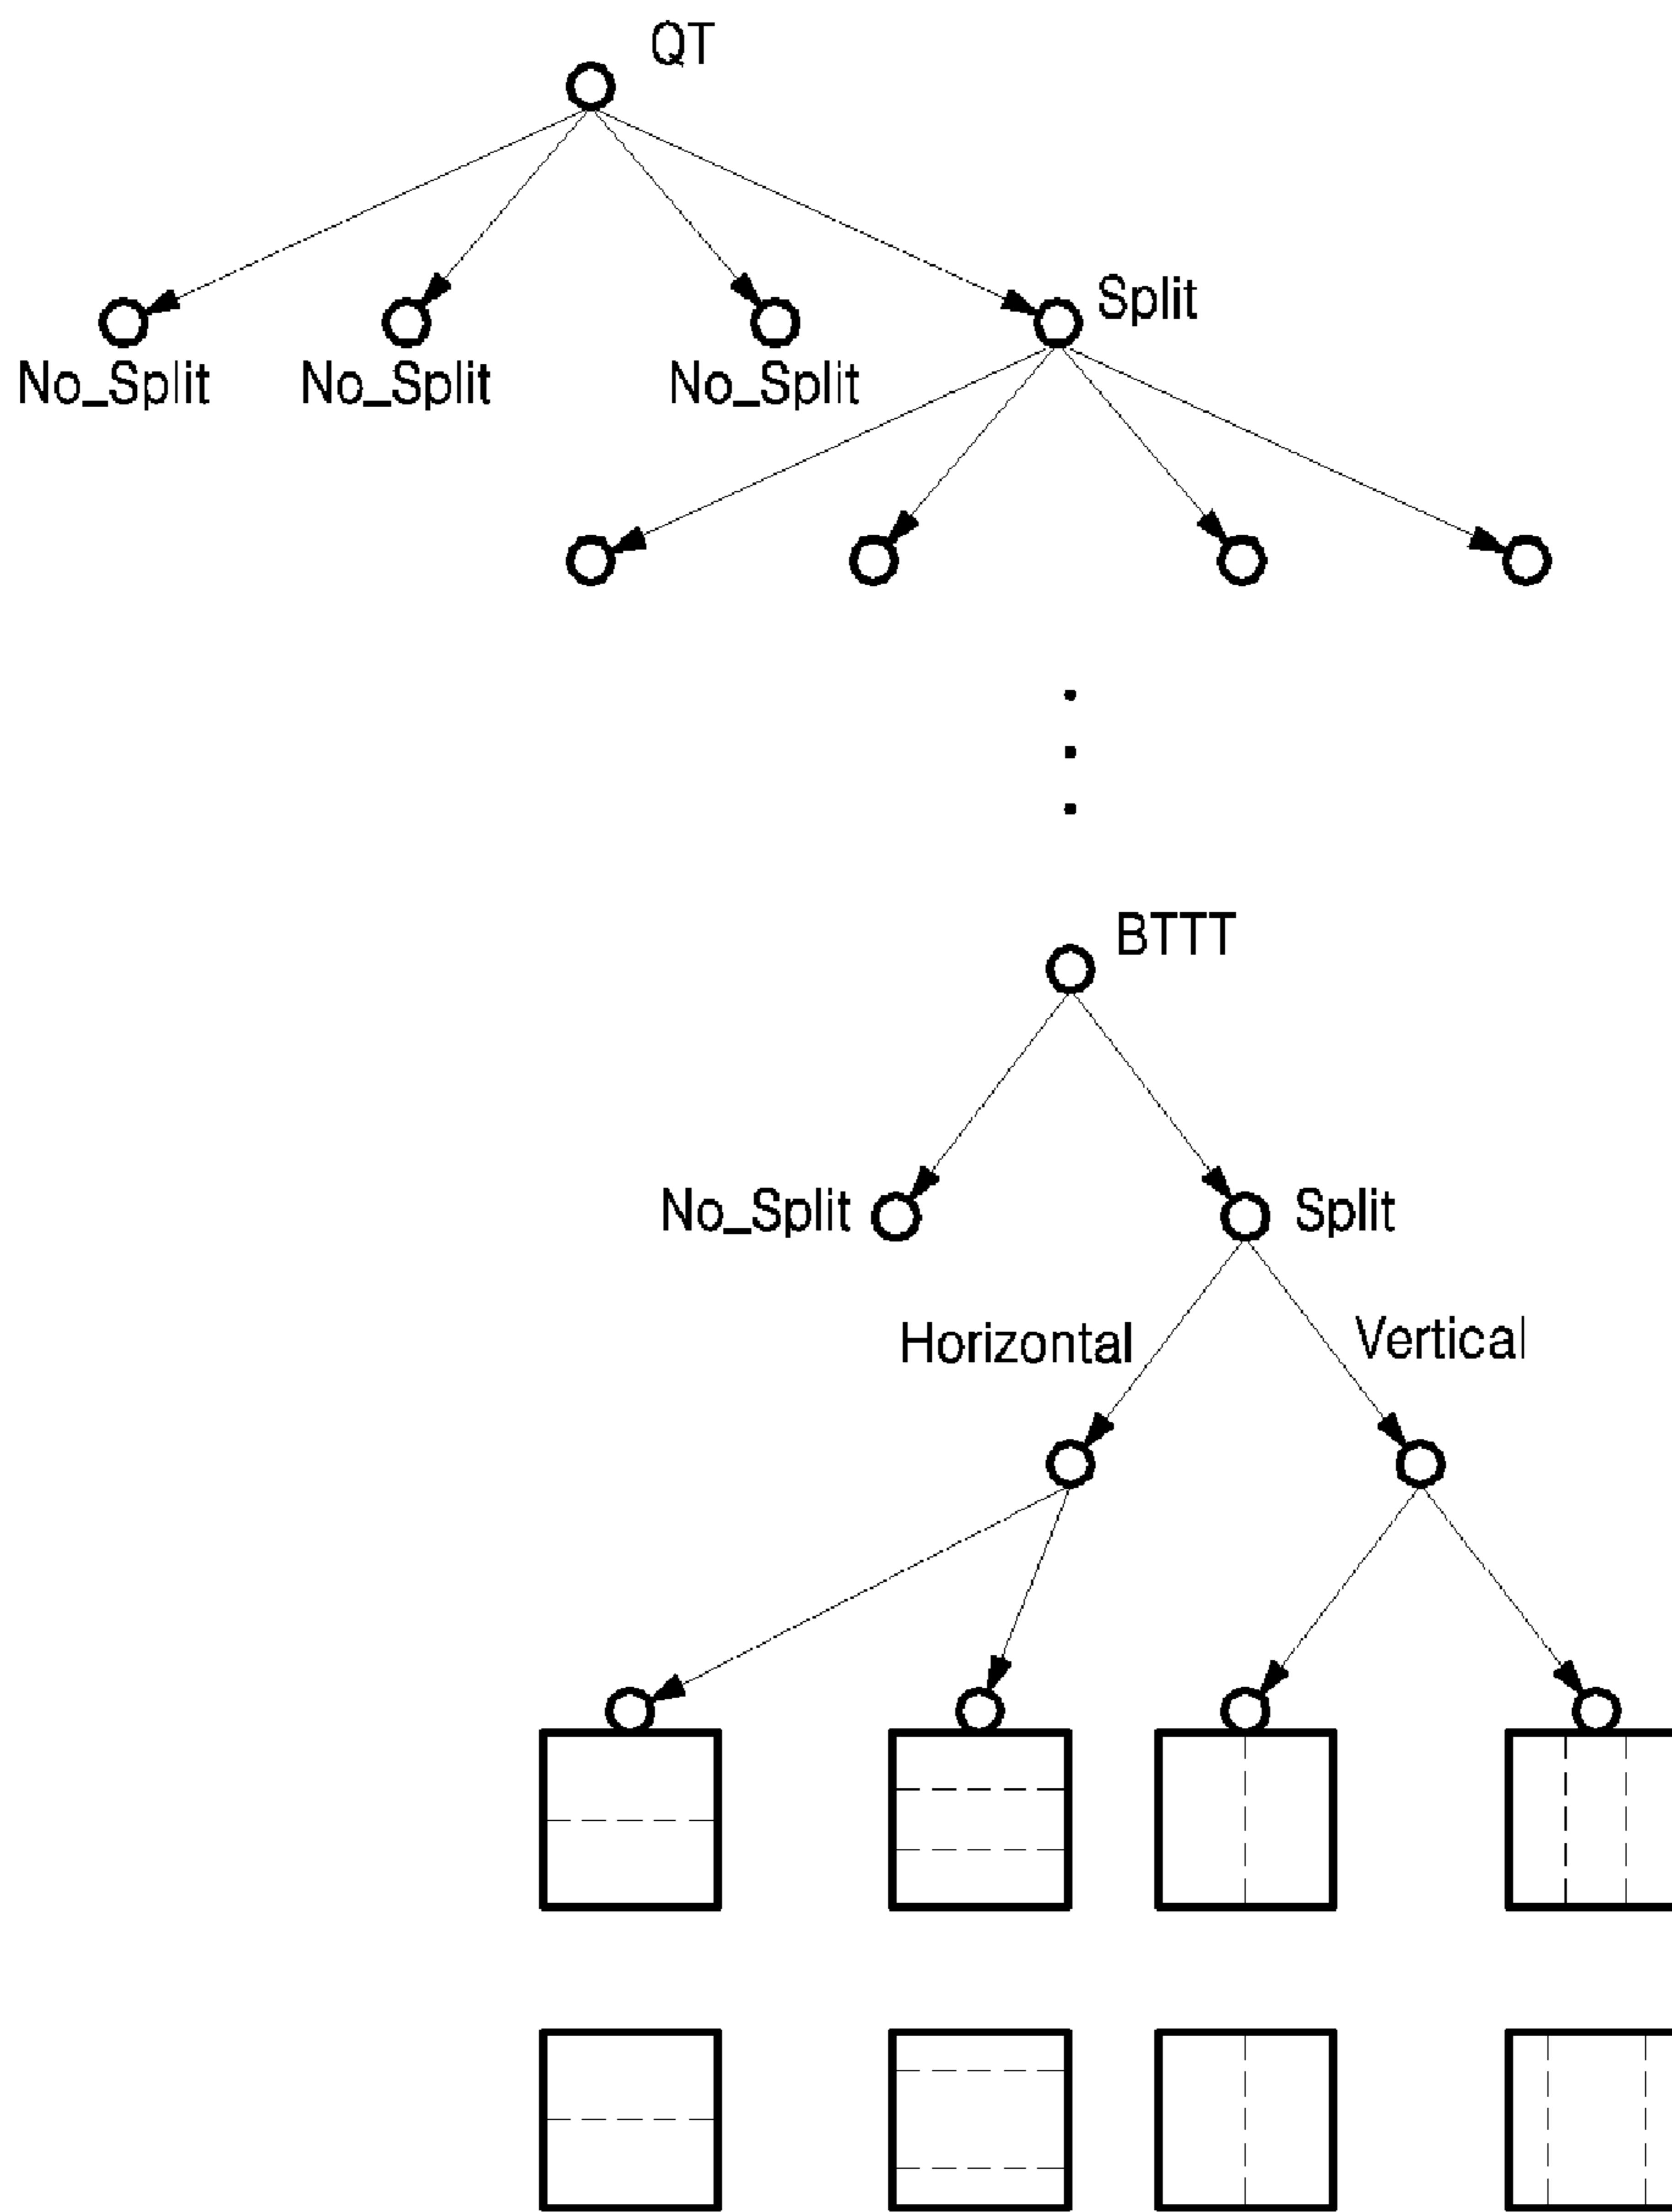 QT
Split
No_Split
No_Split
No_Split
BTTT
No_Split
Split
Horizontal
Vertical